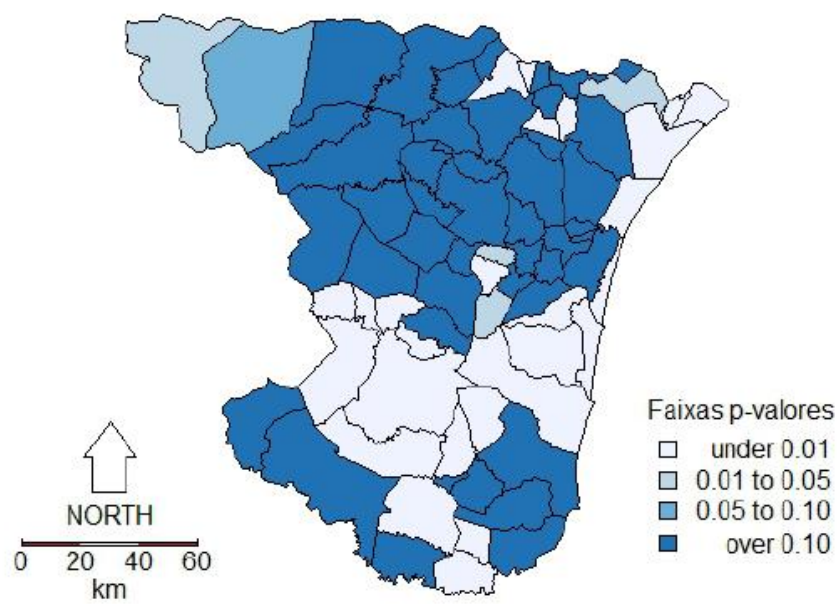 Faixas p-valores
under 0.01
0.01 to 0.05
0.05 to 0.10
over 0.10
NORTH
0 20 40 60
km